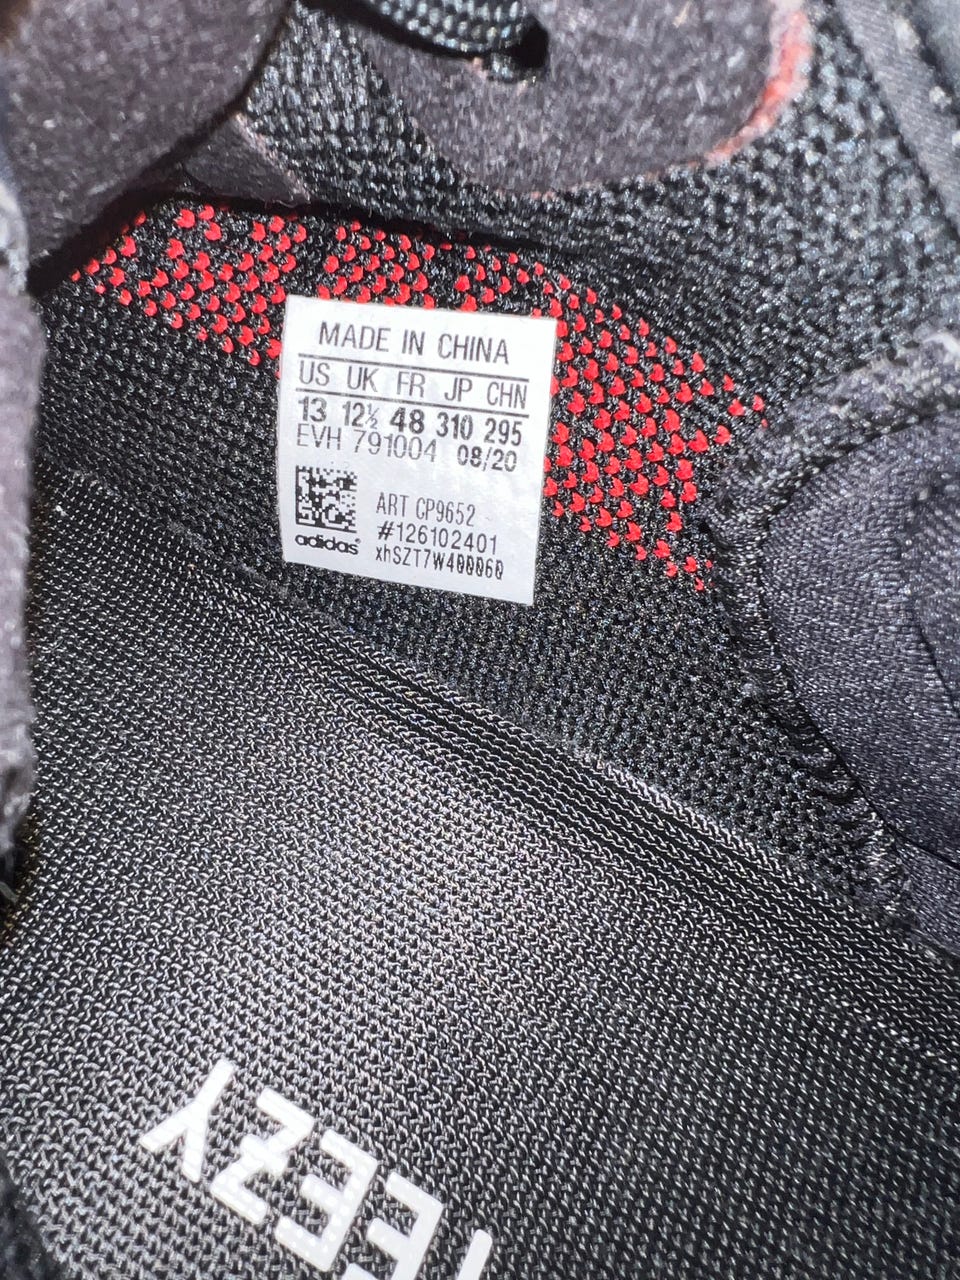 MADE IN CHINA
US UK FR JP CHN
13 12½ 48 310 295
EVH 791004 08/20
ART CP9652
#126102401
adidas® xhSZT7W400060
YEEZY